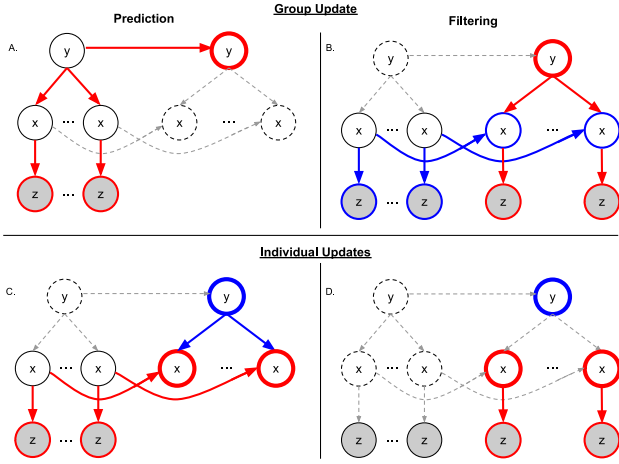 Group Update
Prediction
Filtering
A.
y
y
x ... x
x ... x
z ... z
B.
y
y
x ... x
x ... x
z ... z
z
z
Individual Updates
C.
y
y
x ... x
x ... x
z ... z
D.
y
y
x ... x
x ... x
z ... z
z
z